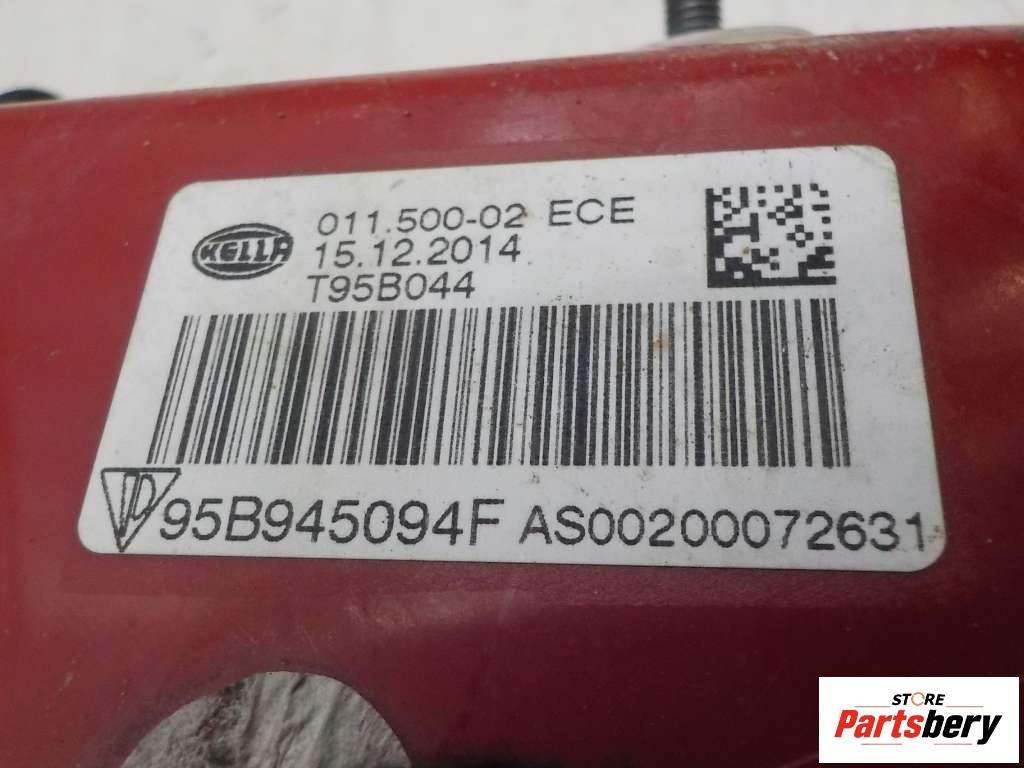 HELLA
011.500-02 ECE
15.12.2014
T95B044
95B945094F AS00200072631
STORE
Partsbery